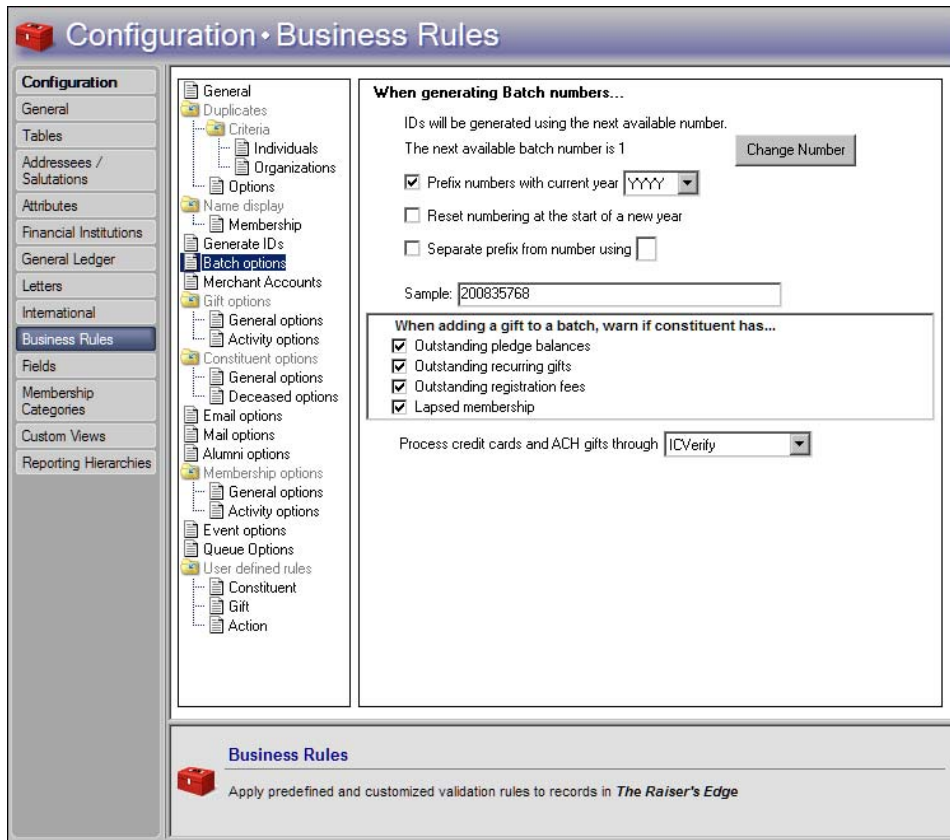 Configuration • Business Rules
Configuration
General
Tables
Addressees /
Salutations
Attributes
Financial Institutions
General Ledger
Letters
International
Business Rules
Fields
Membership
Categories
Custom Views
Reporting Hierarchies
General
Duplicates
Criteria
Individuals
Organizations
Options
Name display
Membership
Generate IDs
Batch options
Merchant Accounts
Gift options
General options
Activity options
Constituent options
General options
Deceased options
Email options
Mail options
Alumni options
Membership options
General options
Activity options
Event options
Queue Options
User defined rules
Constituent
Gift
Action
When generating Batch numbers...
IDs will be generated using the next available number.
The next available batch number is 1 Change Number
Prefix numbers with current year YYYY
Reset numbering at the start of a new year
Separate prefix from number using
Sample: 200835768
When adding a gift to a batch, warn if constituent has...
Outstanding pledge balances
Outstanding recurring gifts
Outstanding registration fees
Lapsed membership
Process credit cards and ACH gifts through ICVerify
Business Rules
Apply predefined and customized validation rules to records in The Raiser's Edge